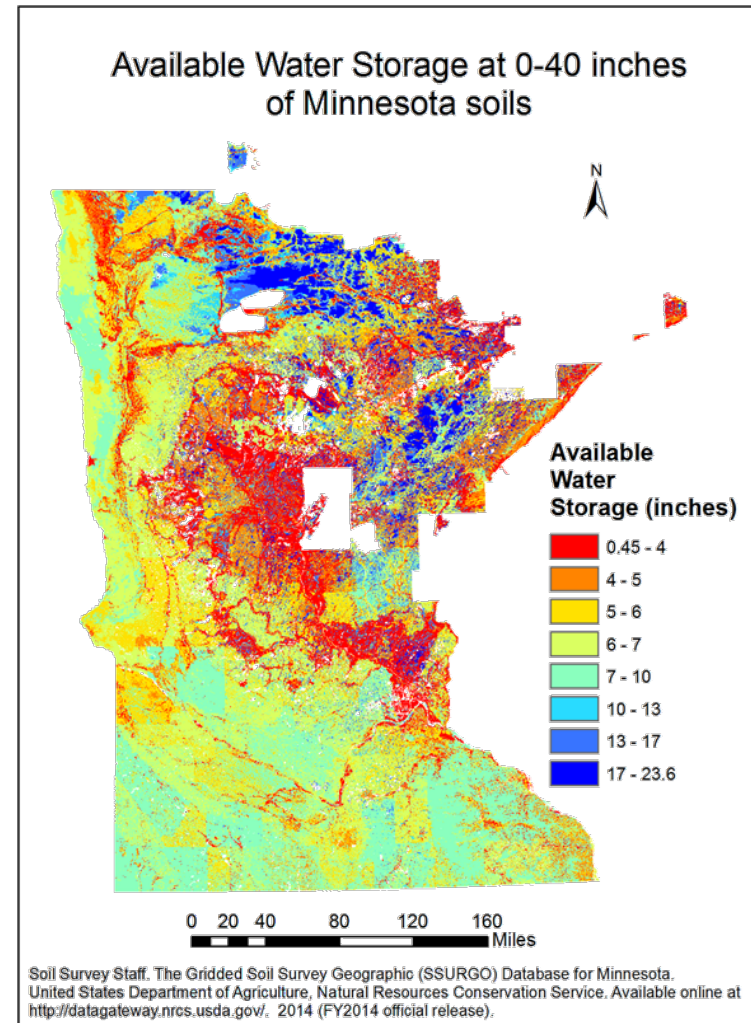 Available Water Storage at 0-40 inches
of Minnesota soils
N
Available
Water
Storage (inches)
0.45 - 4
4 - 5
5 - 6
6 - 7
7 - 10
10 - 13
13 - 17
17 - 23.6
0 20 40 80 120 160
Miles
Soil Survey Staff. The Gridded Soil Survey Geographic (SSURGO) Database for Minnesota.
United States Department of Agriculture, Natural Resources Conservation Service. Available online at
http://datagateway.nrcs.usda.gov/. 2014 (FY2014 official release).